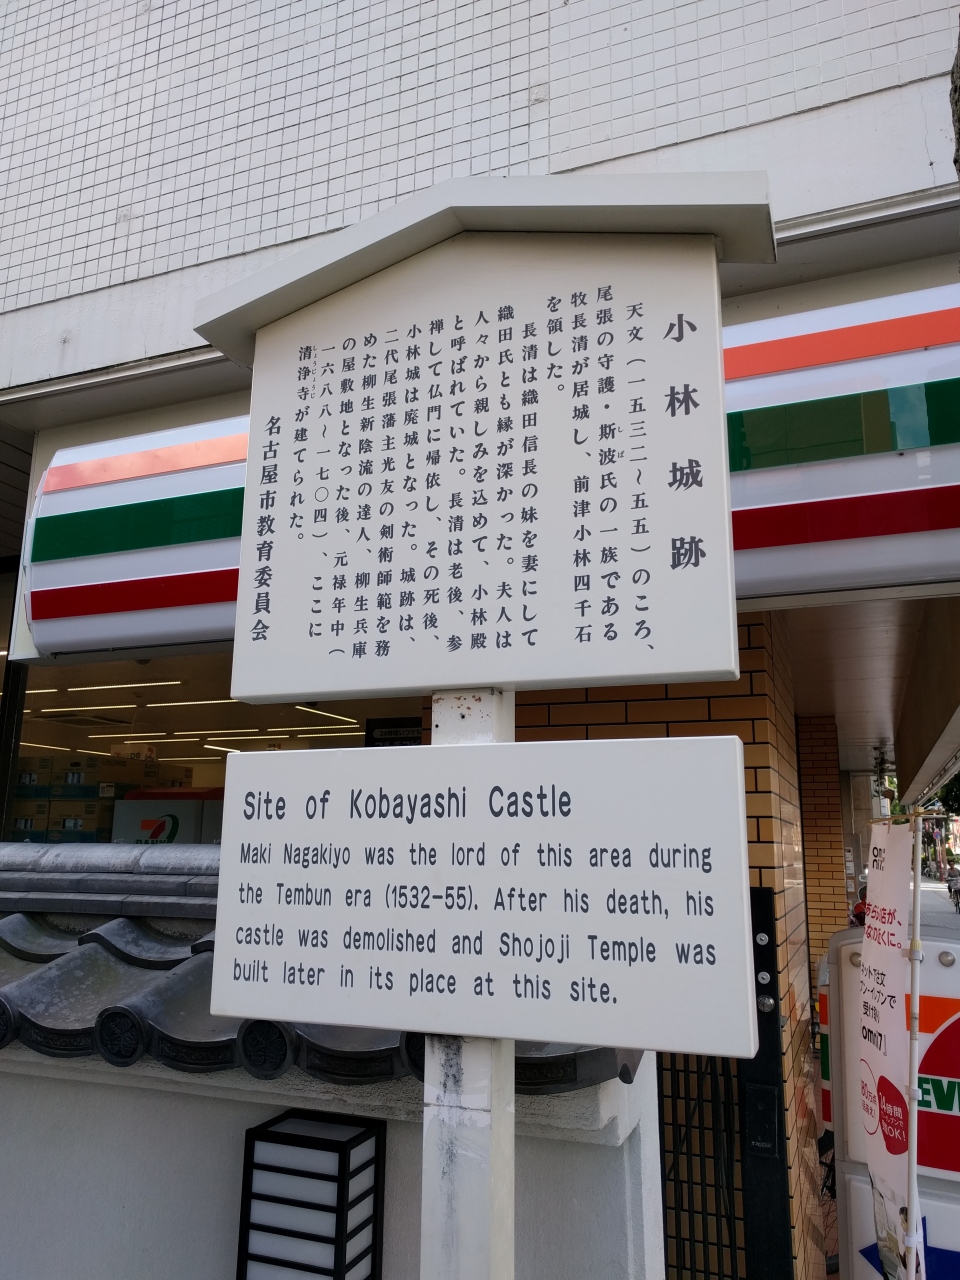 小林城跡
天文（一五三二～五五）のころ、
尾張の守護・斯波氏の一族である
牧長清が居城し、前津小林四千石
を領した。
長清は織田信長の妹を妻にして
織田氏とも縁が深かった。夫人は
人々から親しみを込めて、小林殿
と呼ばれていた。長清は老後、参
禅して仏門に帰依し、その死後、
小林城は廃城となった。城跡は、
二代尾張藩主光友の剣術師範を務
めた柳生新陰流の達人、柳生兵庫
の屋敷地となった後、元禄年中（
一六八八～一七〇四）、ここに
清浄寺が建てられた。
しば
しょうじょうじ
名古屋市教育委員会
Site of Kobayashi Castle
Maki Nagakiyo was the lord of this area during
the Tembun era (1532-55). After his death, his
castle was demolished and Shojoji Temple was
built later in its place at this site.
7
BANK
omni7